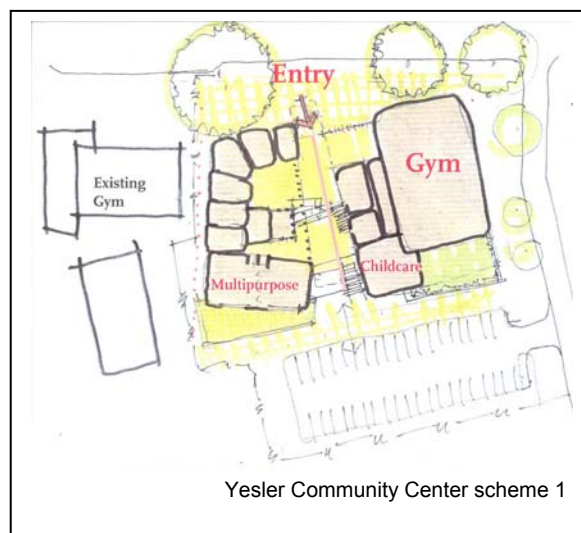 Entry
Existing
Gym
Gym
Multipurpose
Childcare
Yesler Community Center scheme 1